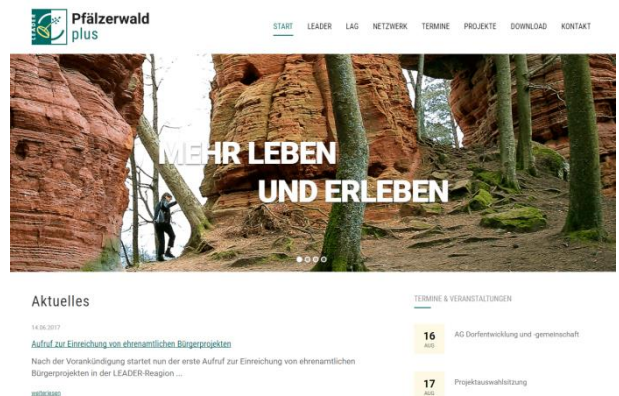 LEADER
Pfälzerwald
plus
START LEADER LAG NETZWERK TERMINE PROJEKTE DOWNLOAD KONTAKT
MEHR LEBEN
UND ERLEBEN
Aktuelles
14.06.2017
Aufruf zur Einreichung von ehrenamtlichen Bürgerprojekten
Nach der Vorankündigung startet nun der erste Aufruf zur Einreichung von ehrenamtlichen
Bürgerprojekten in der LEADER-Reagion ...
weiterlesen
TERMINE & VERANSTALTUNGEN
16
AUG
AG Dorfentwicklung und -gemeinschaft
17
AUG
Projektauswahlsitzung